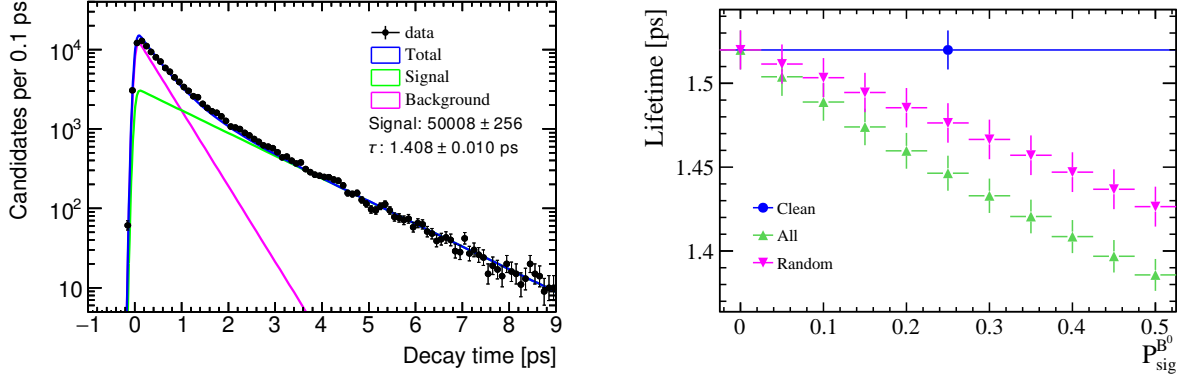 Candidates per 0.1 ps
10⁴
10³
10²
10
−1 0 1 2 3 4 5 6 7 8 9
Decay time [ps]
data
Total
Signal
Background
Signal: 50008 ± 256
τ : 1.408 ± 0.010 ps
Lifetime [ps]
1.5
1.45
1.4
0 0.1 0.2 0.3 0.4 0.5
P^{B⁰}_{sig}
Clean
All
Random